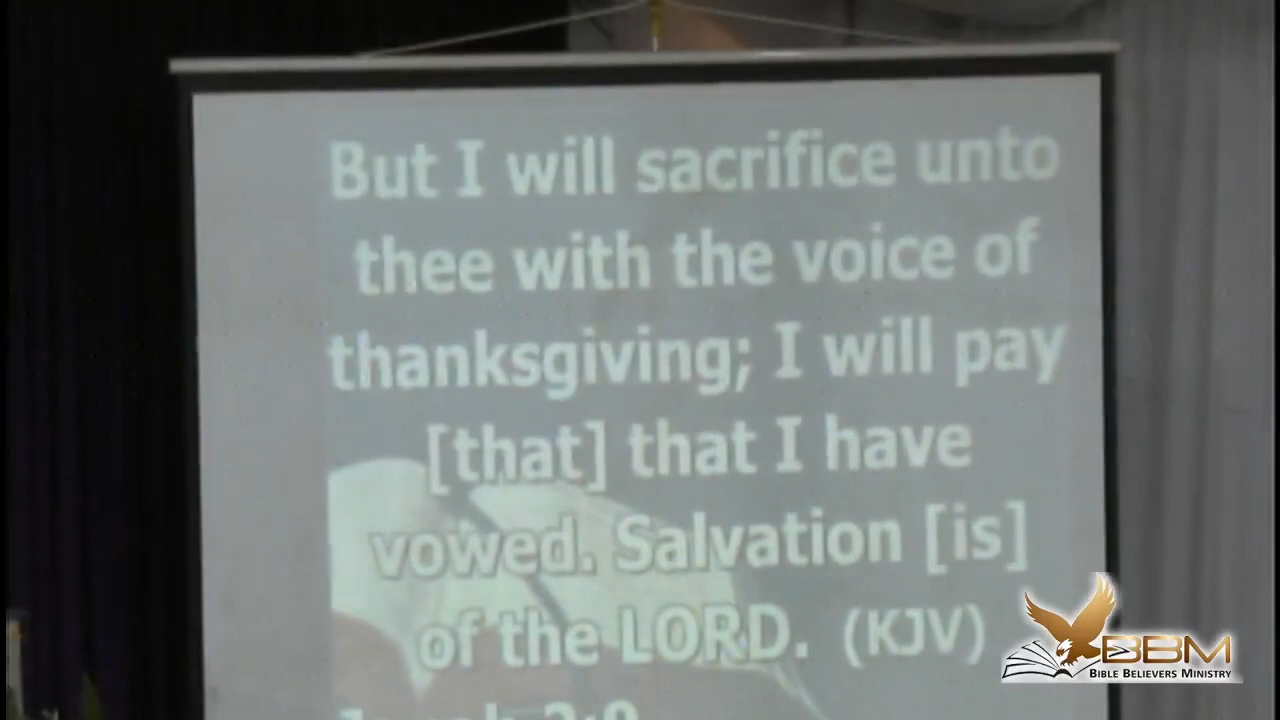 But I will sacrifice unto
thee with the voice of
thanksgiving; I will pay
[that] that I have
vowed. Salvation [is]
of the LORD. (KJV)
BBM
BIBLE BELIEVERS MINISTRY